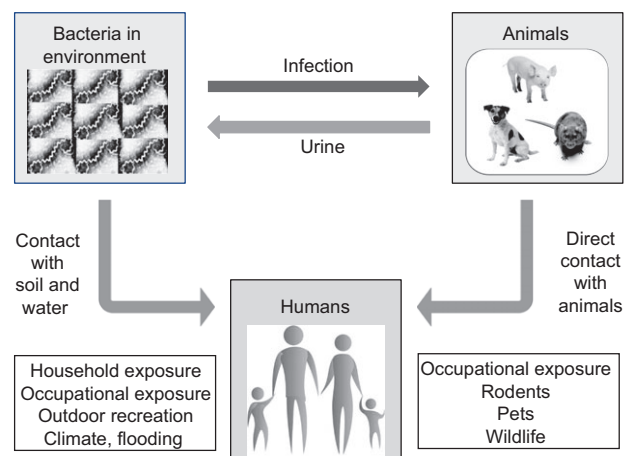 Bacteria in
environment
Infection
Urine
Animals
Contact
with
soil and
water
Humans
Direct
contact
with
animals
Household exposure
Occupational exposure
Outdoor recreation
Climate, flooding
Occupational exposure
Rodents
Pets
Wildlife